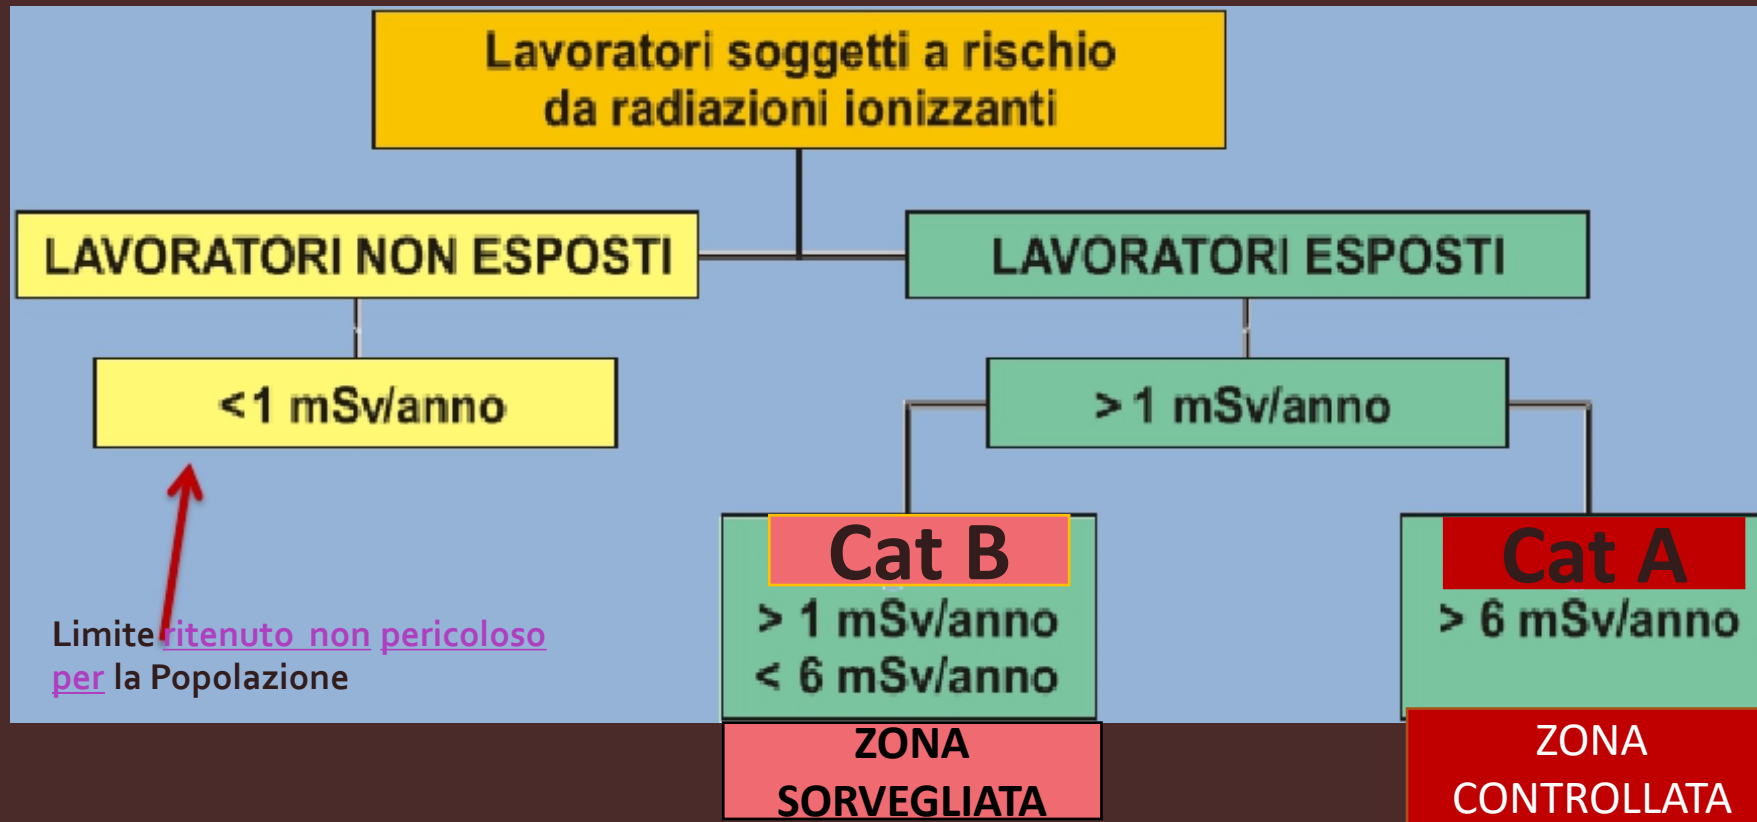 Lavoratori soggetti a rischio
da radiazioni ionizzanti
LAVORATORI NON ESPOSTI
LAVORATORI ESPOSTI
<1 mSv/anno
> 1 mSv/anno
Limite ritenuto non pericoloso
per la Popolazione
Cat B
> 1 mSv/anno
< 6 mSv/anno
ZONA
SORVEGLIATA
Cat A
> 6 mSv/anno
ZONA
CONTROLLATA